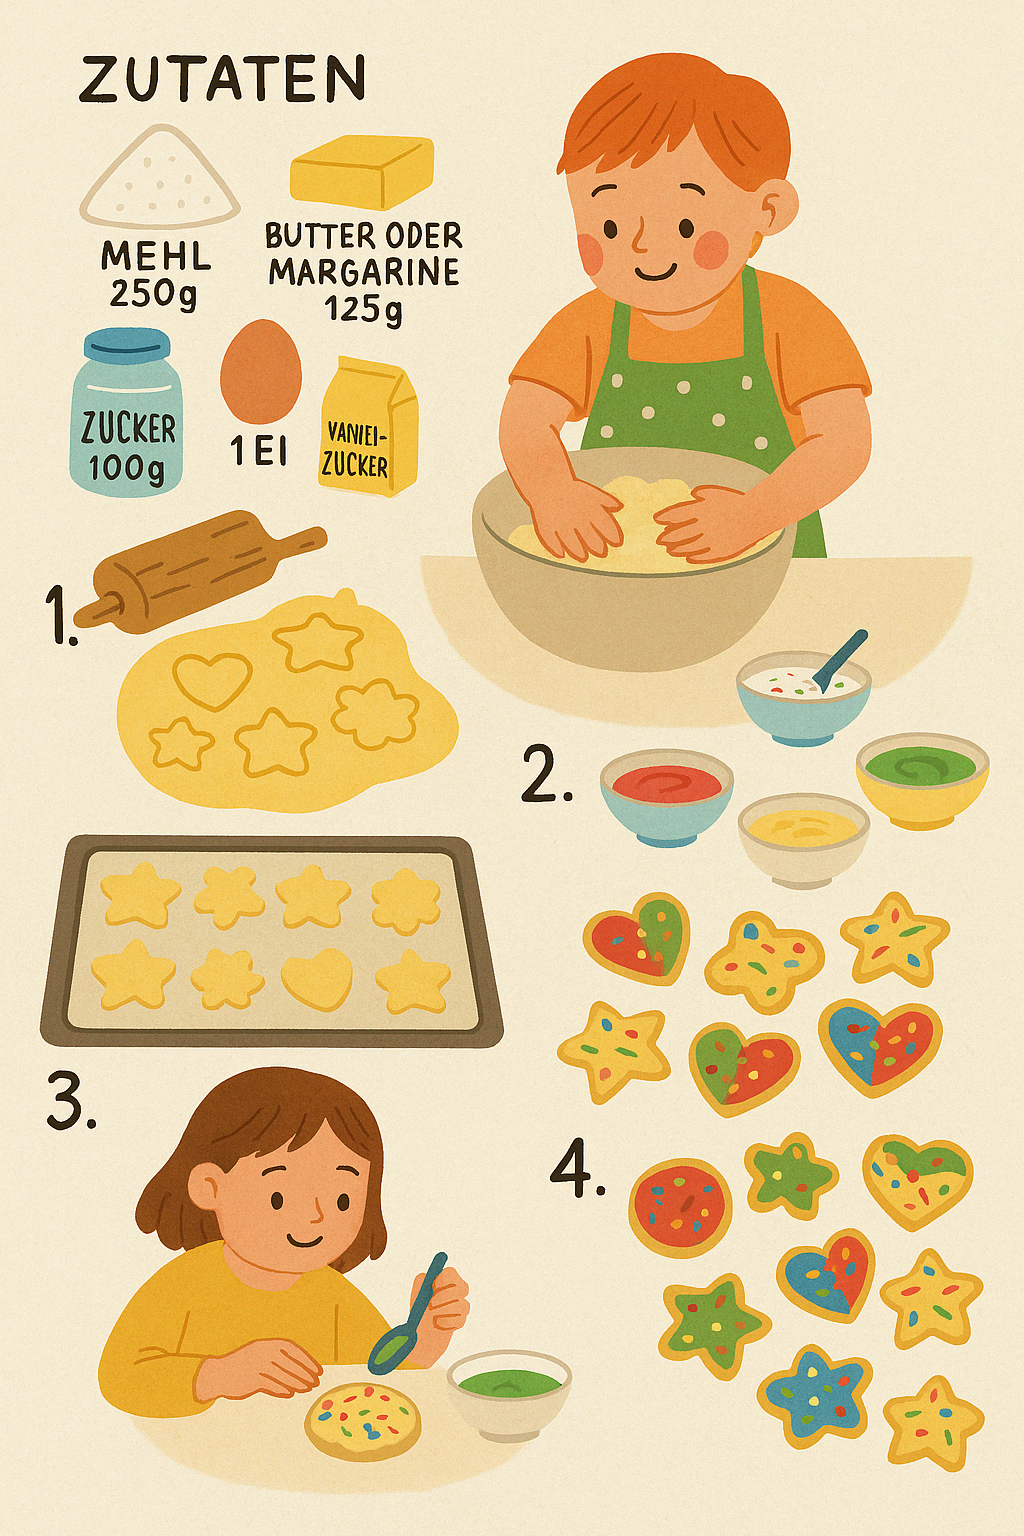 ZUTATEN
MEHL
250g
BUTTER ODER
MARGARINE
125g
ZUCKER
100g
1 EI
VANIEI-
ZUCKER
1.
2.
3.
4.